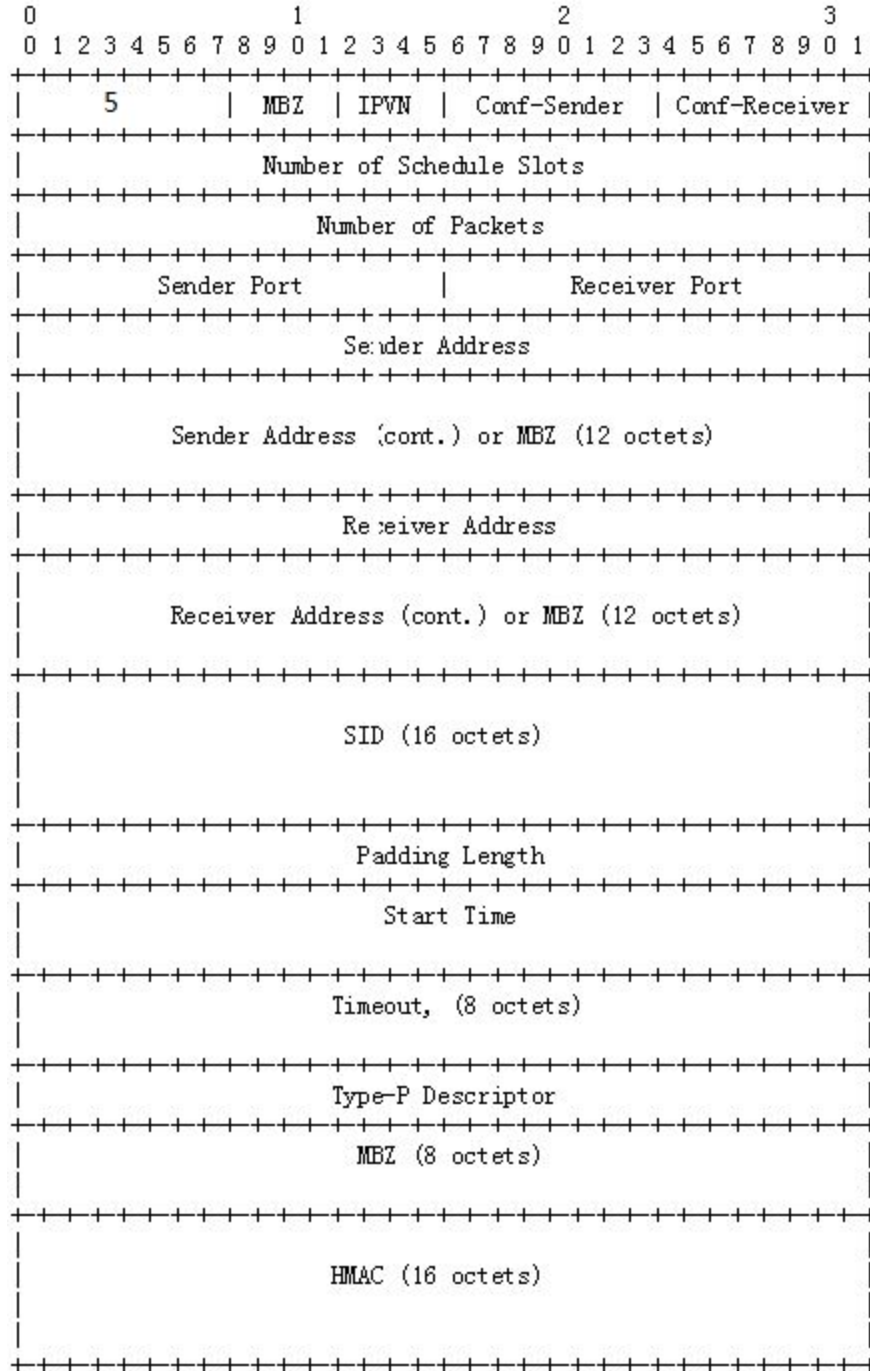 0 1 2 3
0 1 2 3 4 5 6 7 8 9 0 1 2 3 4 5 6 7 8 9 0 1 2 3 4 5 6 7 8 9 0 1
5 | MBZ | IPVN | Conf-Sender | Conf-Receiver
Number of Schedule Slots
Number of Packets
Sender Port | Receiver Port
Sender Address
Sender Address (cont.) or MBZ (12 octets)
Receiver Address
Receiver Address (cont.) or MBZ (12 octets)
SID (16 octets)
Padding Length
Start Time
Timeout, (8 octets)
Type-P Descriptor
MBZ (8 octets)
HMAC (16 octets)